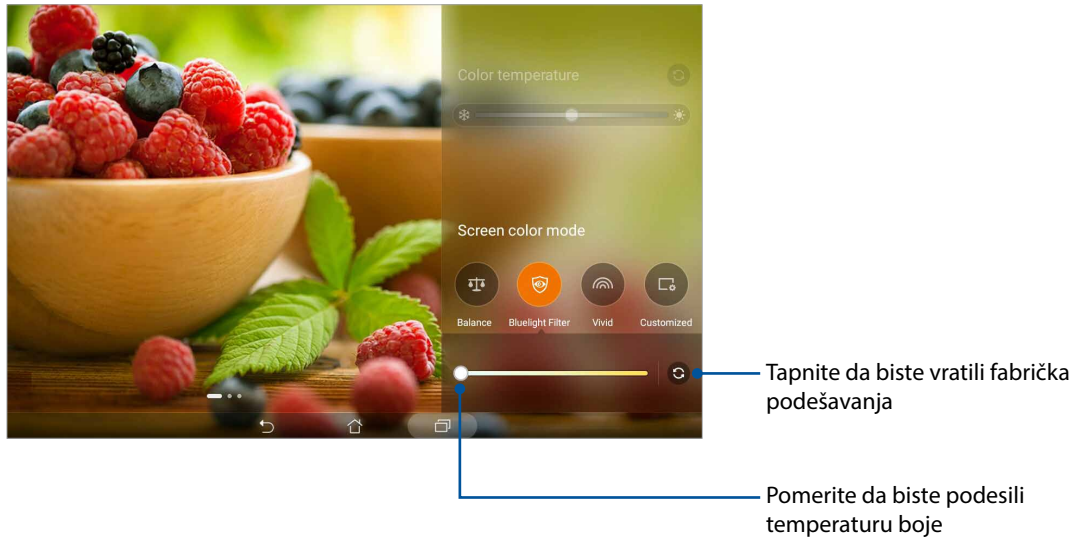 Color temperature
Screen color mode
Balance Bluelight Filter Vivid Customized
Tapnite da biste vratili fabrička
podešavanja
Pomerite da biste podesili
temperaturu boje